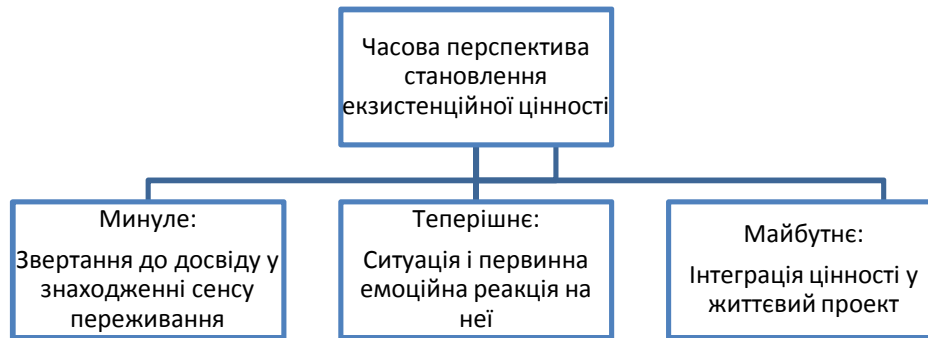 Часова перспектива
становлення
екзистенційної цінності
Минуле:
Звертання до досвіду у
знаходженні сенсу
переживання
Теперішнє:
Ситуація і первинна
емоційна реакція на
неї
Майбутнє:
Інтеграція цінності у
життєвий проект